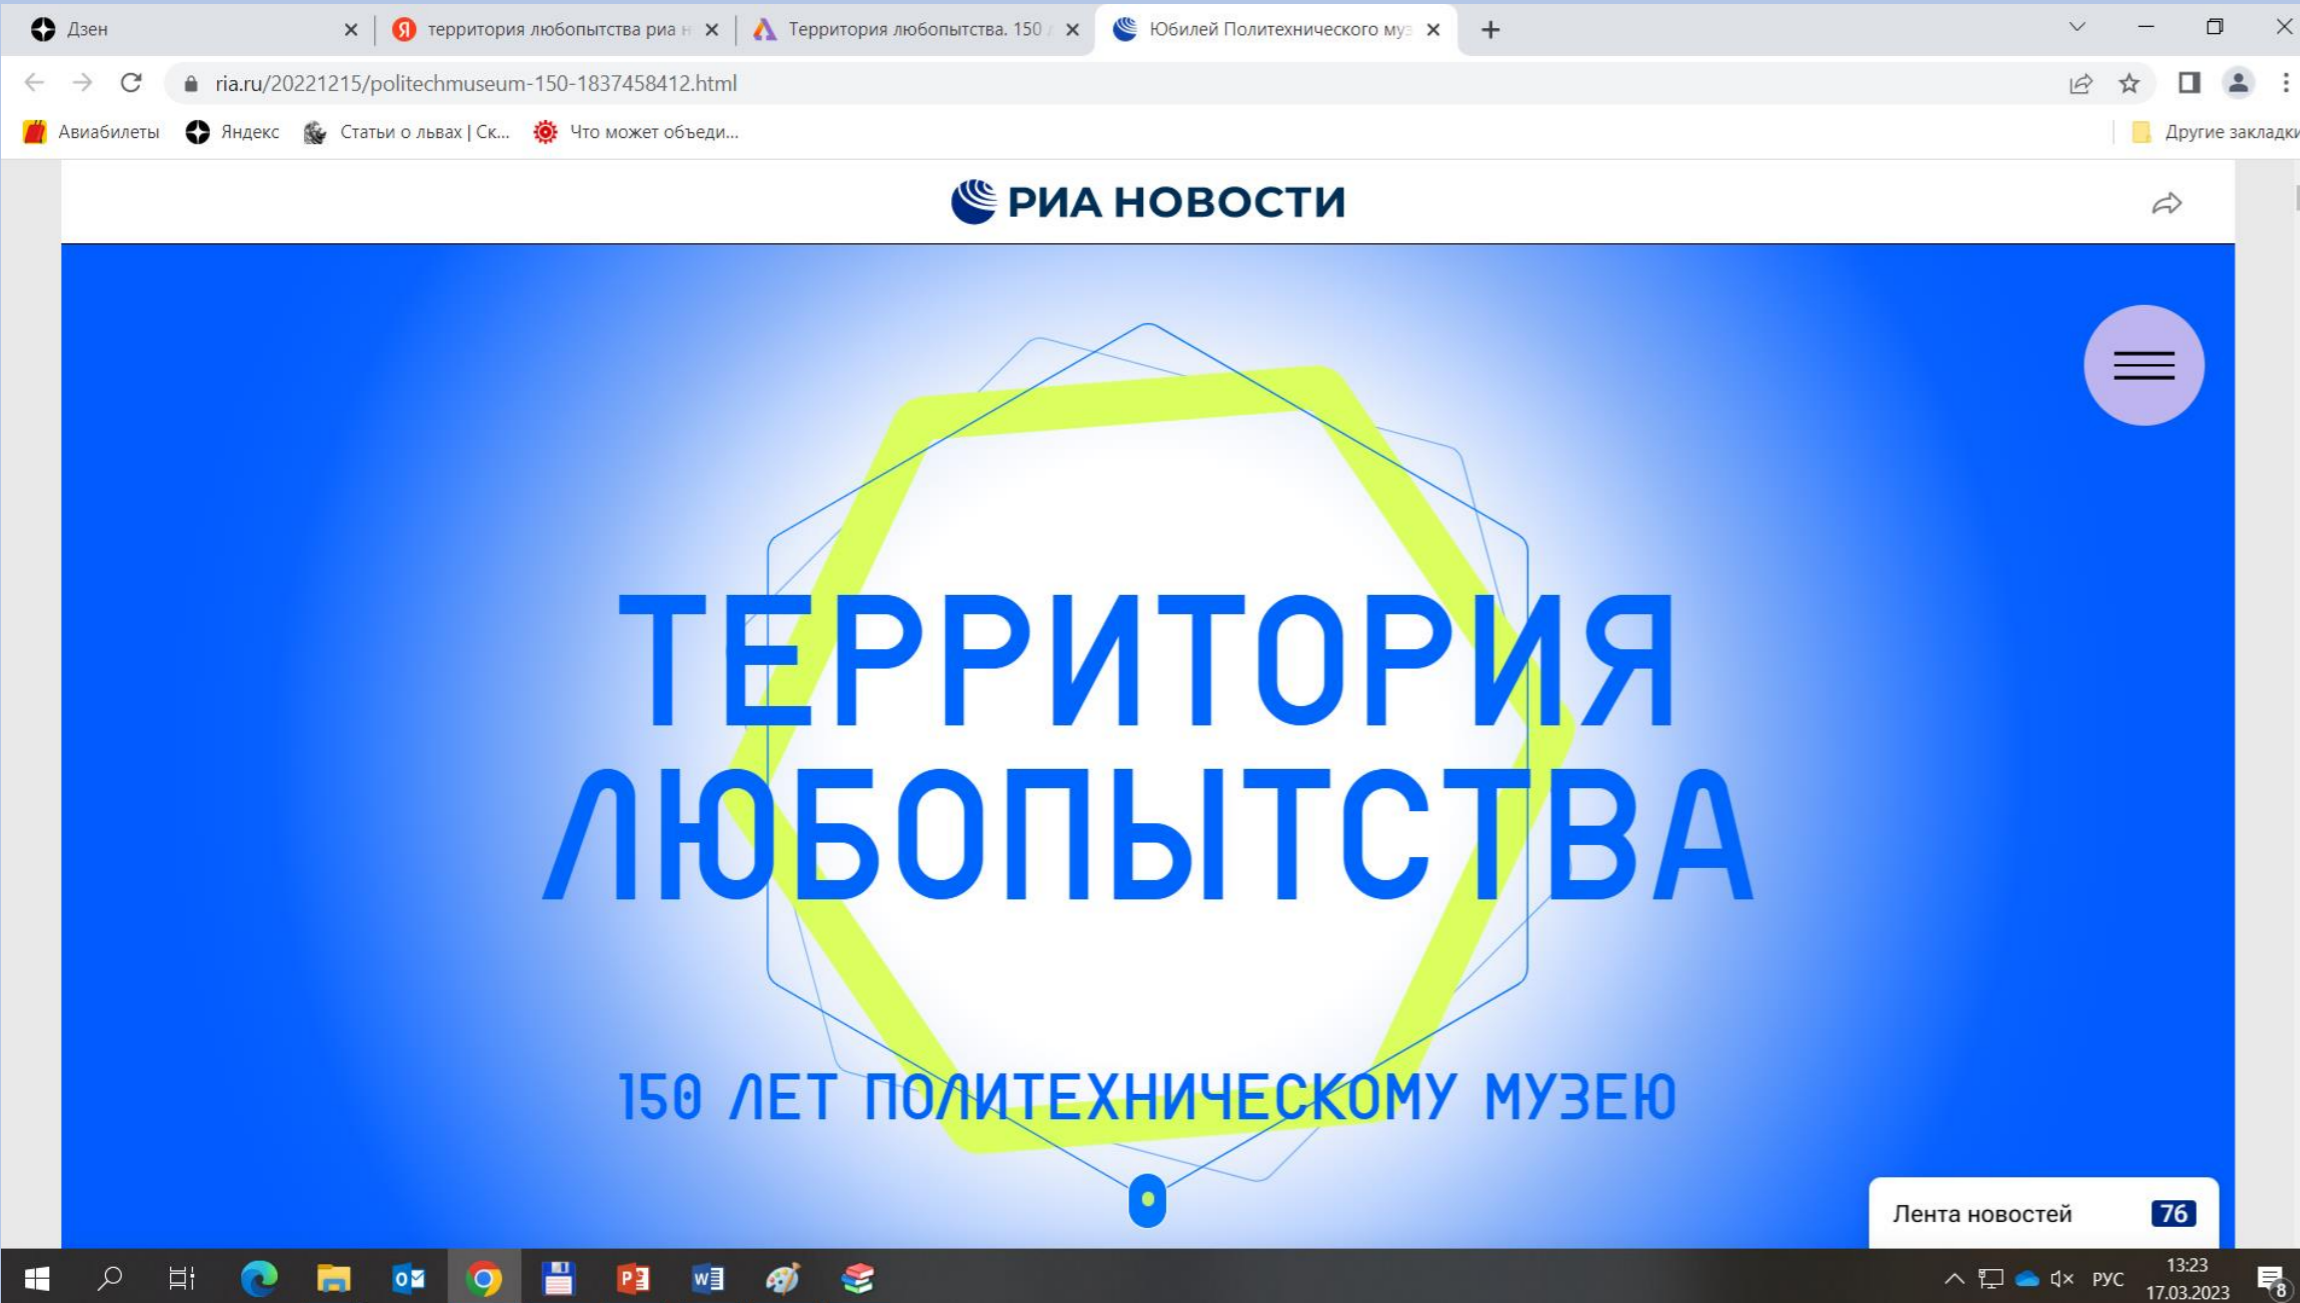 Дзен
территория любопытства риа н
Территория любопытства. 150 л
Юбилей Политехнического муз
ria.ru/20221215/politechmuseum-150-1837458412.html
Авиабилеты
Яндекс
Статьи о львах | Ск...
Что может объеди...
Другие закладки
РИА НОВОСТИ
ТЕРРИТОРИЯ
ЛЮБОПЫТСТВА
150 ЛЕТ ПОЛИТЕХНИЧЕСКОМУ МУЗЕЮ
Лента новостей 76
РУС
13:23
17.03.2023
8